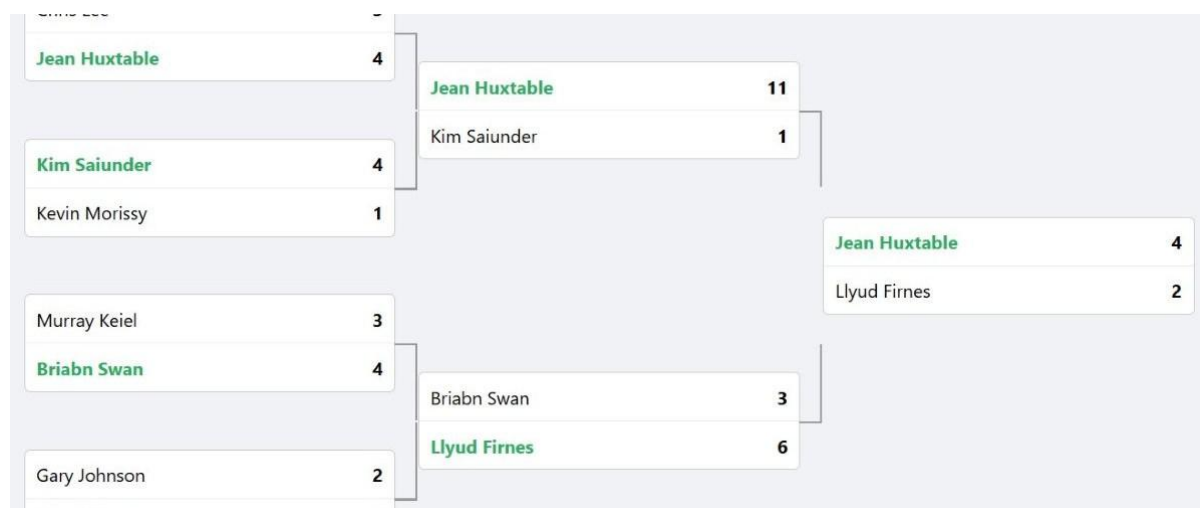 Jean Huxtable 4
Kim Saiunder 4
Kevin Morissy 1
Murray Keiel 3
Briabn Swan 4
Gary Johnson 2
Jean Huxtable 11
Kim Saiunder 1
Briabn Swan 3
Llyud Firnes 6
Jean Huxtable 4
Llyud Firnes 2